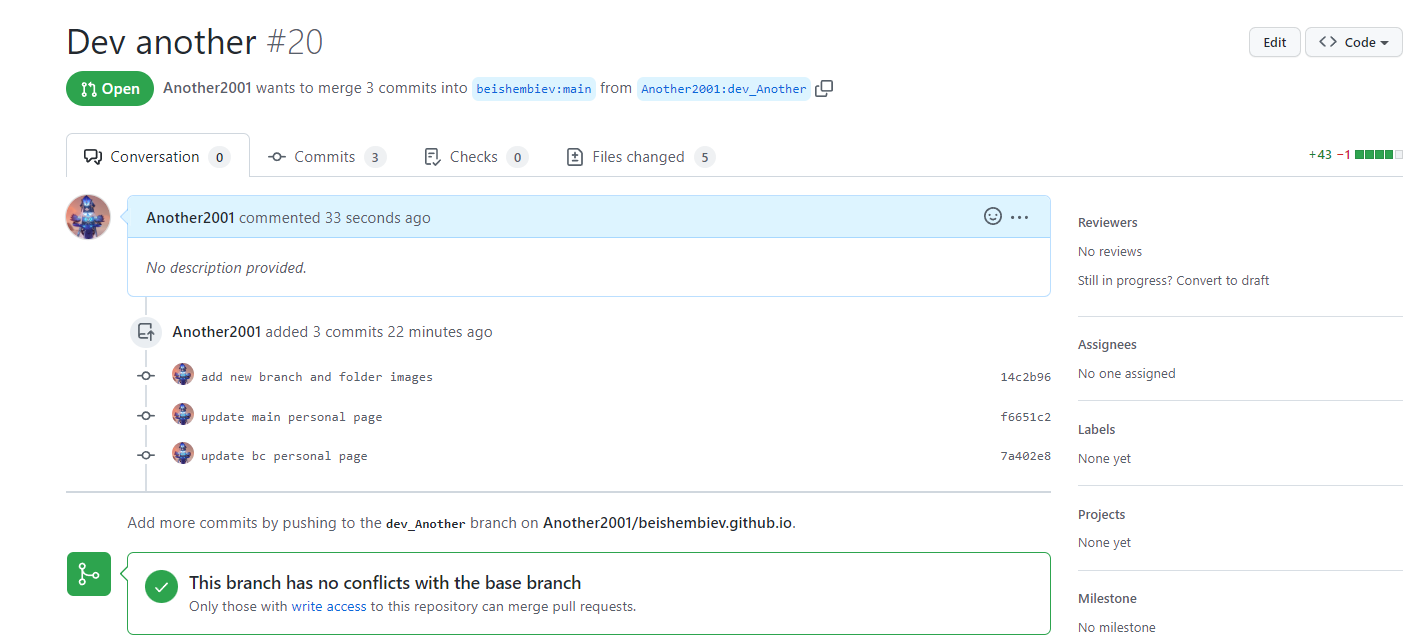 Dev another #20
Edit
Code
Open
Another2001 wants to merge 3 commits into beishembiev:main from Another2001:dev_Another
Conversation 0
Commits 3
Checks 0
Files changed 5
+43 −1
Another2001 commented 33 seconds ago
No description provided.
Another2001 added 3 commits 22 minutes ago
add new branch and folder images 14c2b96
update main personal page f6651c2
update bc personal page 7a402e8
Add more commits by pushing to the dev_Another branch on Another2001/beishembiev.github.io.
This branch has no conflicts with the base branch
Only those with write access to this repository can merge pull requests.
Reviewers
No reviews
Still in progress? Convert to draft
Assignees
No one assigned
Labels
None yet
Projects
None yet
Milestone
No milestone